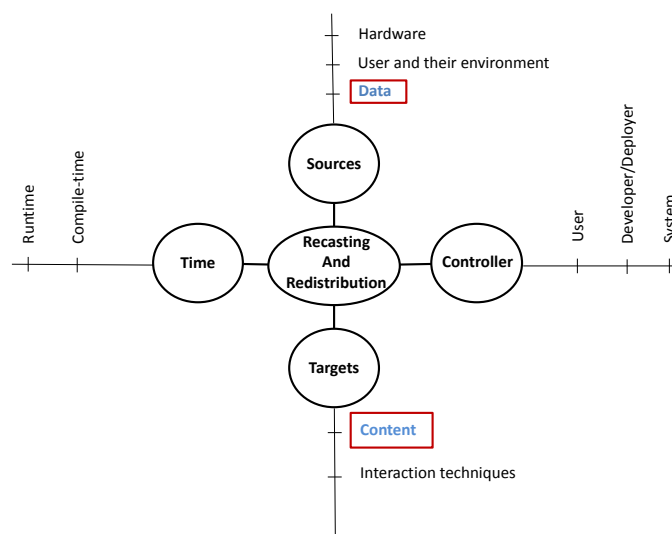 Hardware
User and their environment
Data
Sources
Runtime
Compile-time
Time
Recasting
And
Redistribution
Controller
User
Developer/Deployer
System
Targets
Content
Interaction techniques